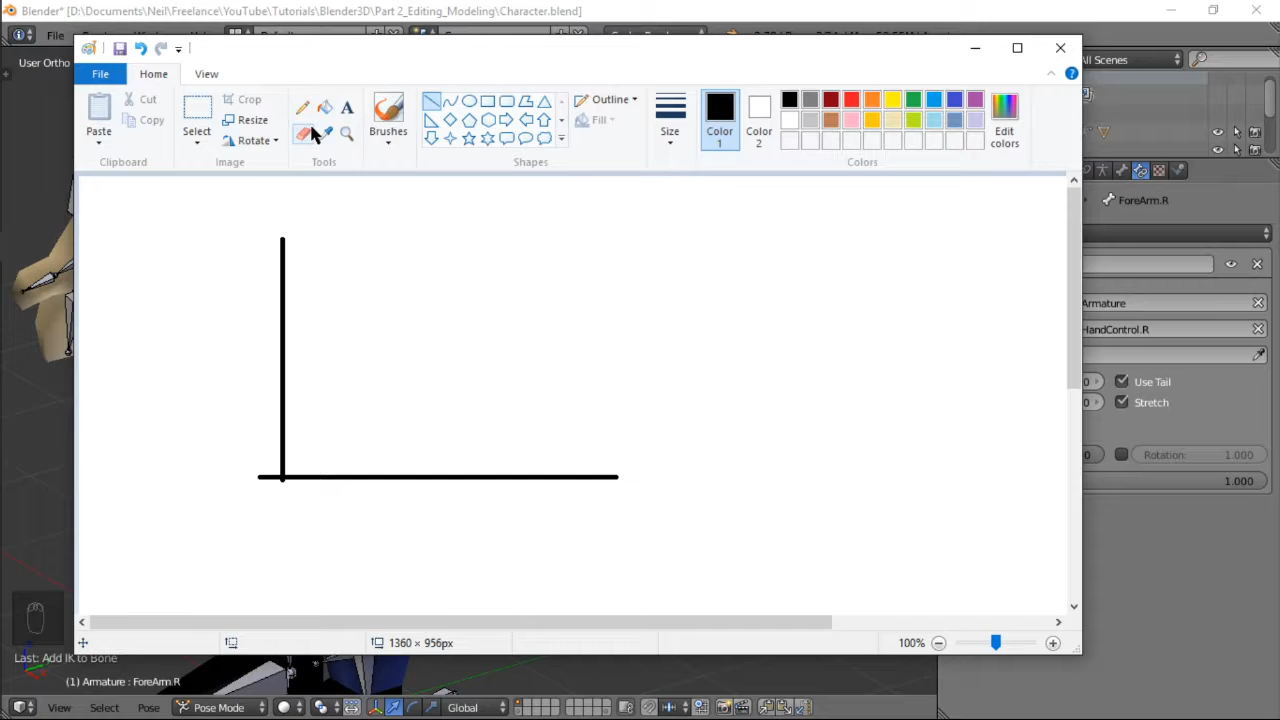 Blender* [D:\Documents\Neil\Freelance\YouTube\Tutorials\Blender3D\Part 2_Editing_Modeling\Character.blend]
File
All Scenes
User Ortho
File Home View
Cut
Copy
Paste
Clipboard
Select
Crop
Resize
Rotate
Image
A
Tools
Brushes
Outline
Fill
Shapes
Size
Color 1
Color 2
Edit colors
Colors
ForeArm.R
Armature
HandControl.R
Use Tail
Stretch
0 Rotation: 1.000
1.000
1360 × 956px
100%
Last: Add IK to Bone
(1) Armature : ForeArm.R
View Select Pose Pose Mode Global